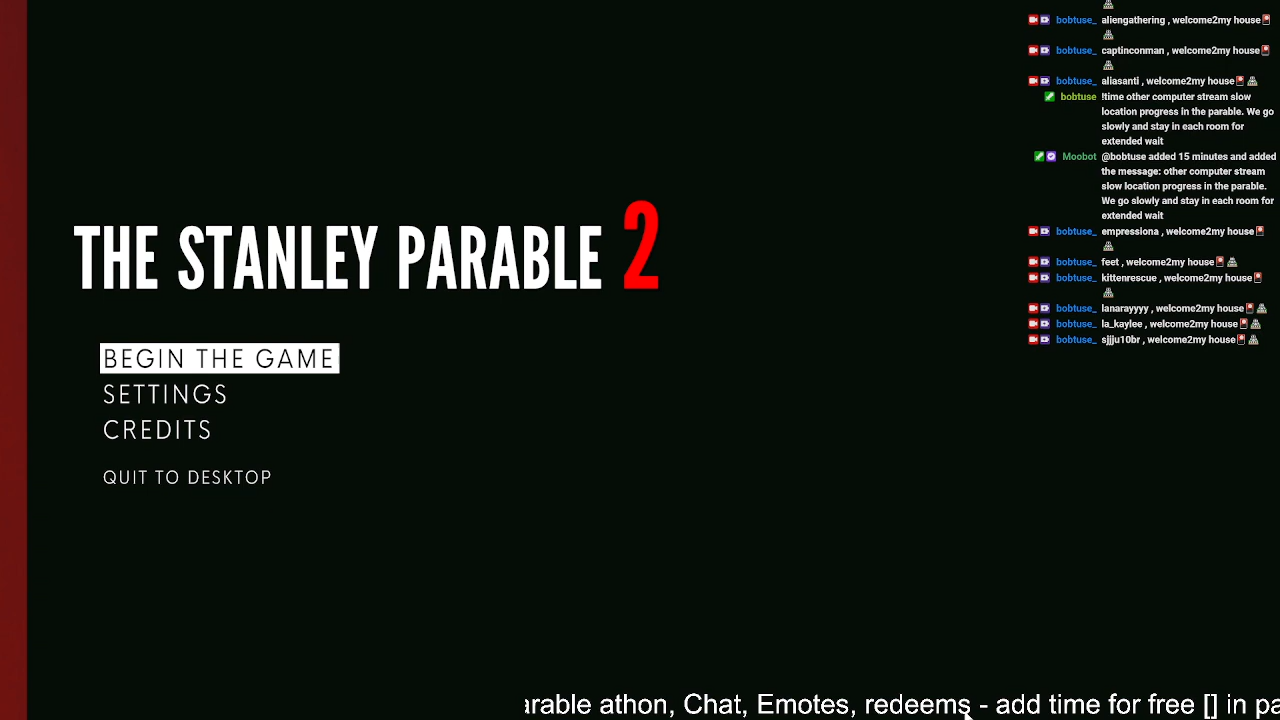 THE STANLEY PARABLE 2
BEGIN THE GAME
SETTINGS
CREDITS
QUIT TO DESKTOP
bobtuse_ aliengathering , welcome2my house
bobtuse_ captinconman , welcome2my house
bobtuse_ aliasanti , welcome2my house
bobtuse !time other computer stream slow
location progress in the parable. We go
slowly and stay in each room for
extended wait
Moobot @bobtuse added 15 minutes and added
the message: other computer stream
slow location progress in the parable.
We go slowly and stay in each room for
extended wait
bobtuse_ empressiona , welcome2my house
bobtuse_ feet , welcome2my house
bobtuse_ kittenrescue , welcome2my house
bobtuse_ lanarayyyy , welcome2my house
bobtuse_ la_kaylee , welcome2my house
bobtuse_ sjjju10br , welcome2my house
arable athon, Chat, Emotes, redeems - add time for free [] in pa